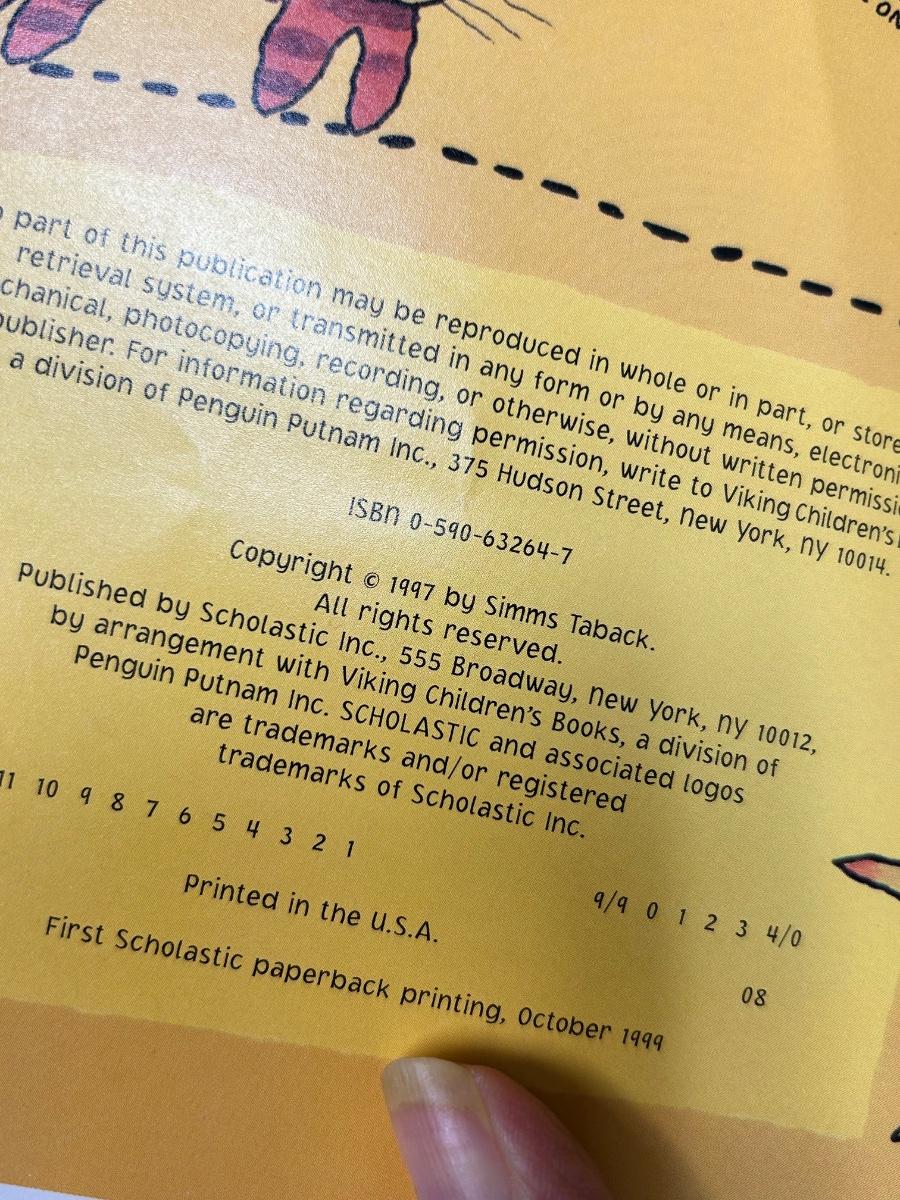 part of this publication may be reproduced in whole or in part, or store
retrieval system, or transmitted in any form or by any means, electroni
chanical, photocopying, recording, or otherwise, without written permissi
publisher. For information regarding permission, write to Viking Children's
a division of Penguin Putnam Inc., 375 Hudson Street, New York, NY 10014.
ISBN 0-590-63264-7
Copyright © 1997 by Simms Taback.
All rights reserved.
Published by Scholastic Inc., 555 Broadway, New York, NY 10012,
by arrangement with Viking Children's Books, a division of
Penguin Putnam Inc. SCHOLASTIC and associated logos
are trademarks and/or registered
trademarks of Scholastic Inc.
11 10 9 8 7 6 5 4 3 2 1
9/9 0 1 2 3 4/0
Printed in the U.S.A.
08
First Scholastic paperback printing, October 1999